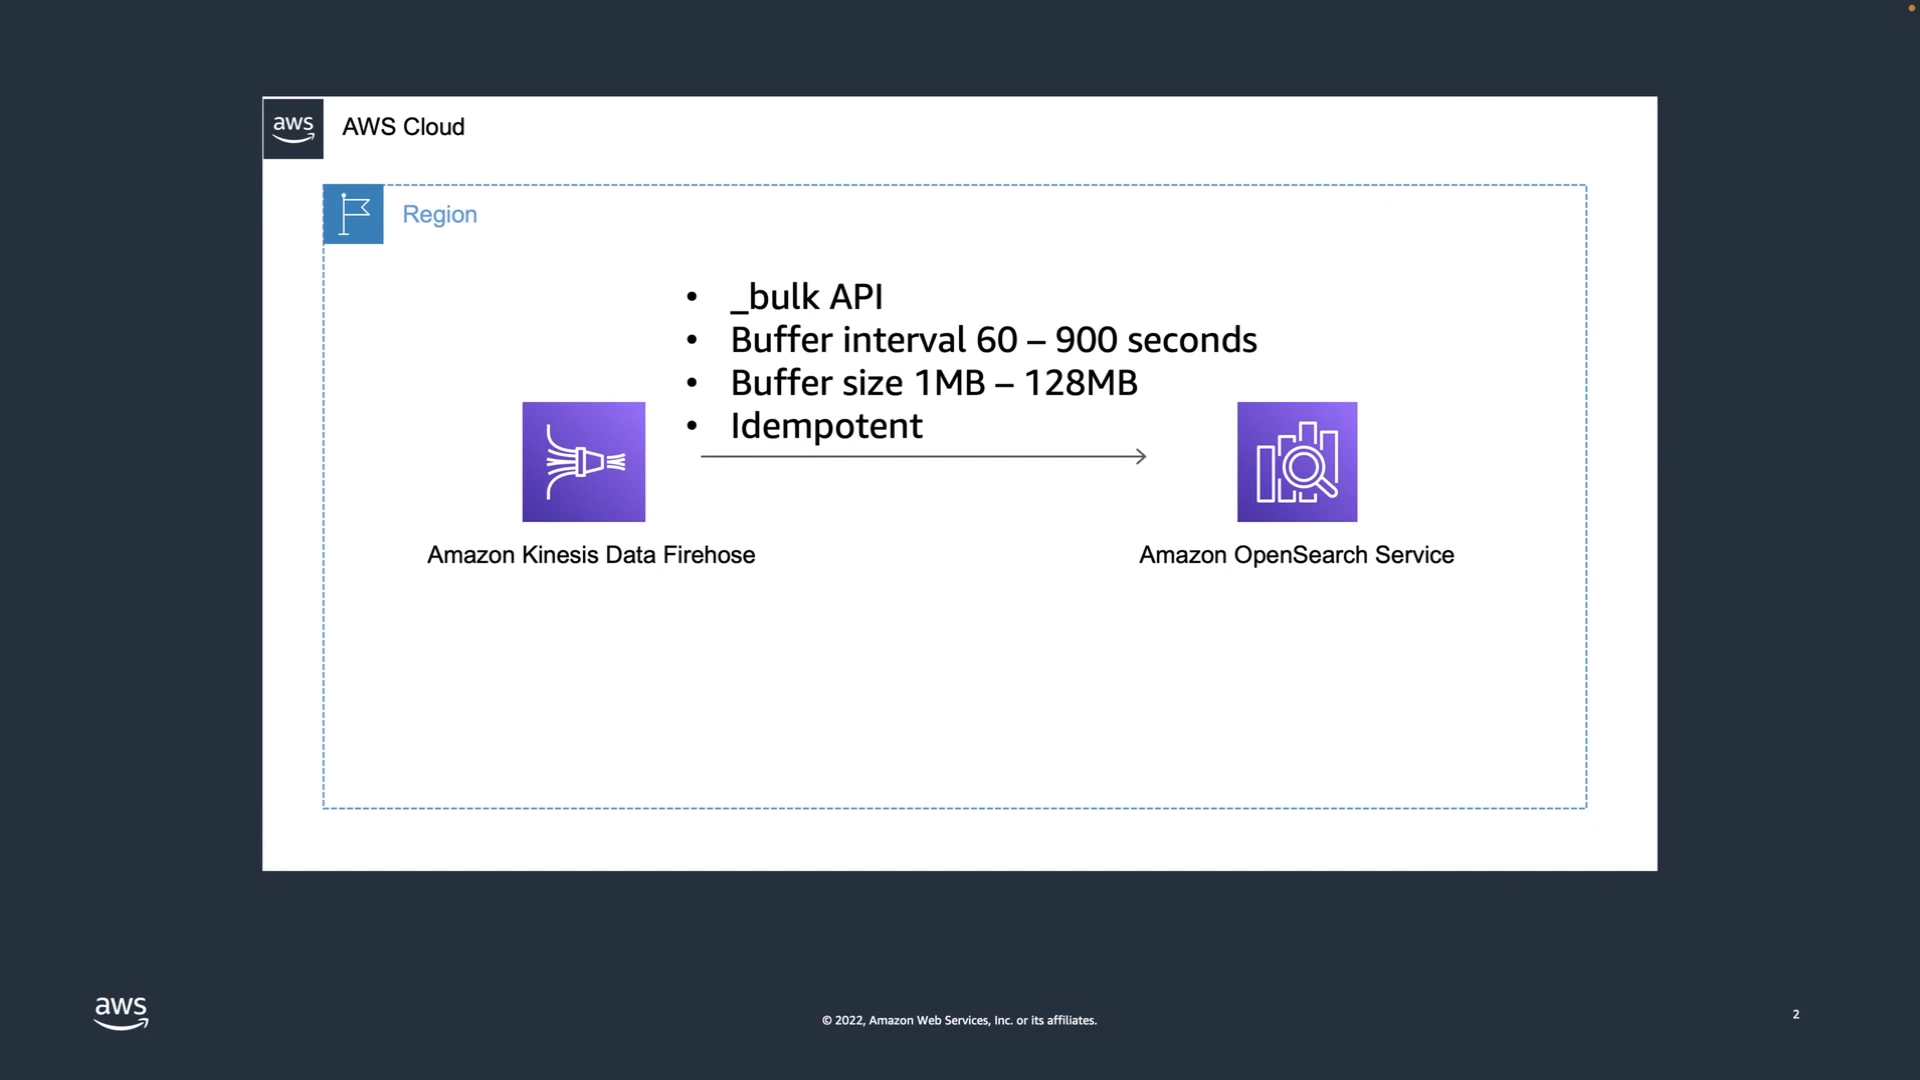 aws
AWS Cloud
Region
• _bulk API
• Buffer interval 60 – 900 seconds
• Buffer size 1MB – 128MB
• Idempotent
Amazon Kinesis Data Firehose
Amazon OpenSearch Service
aws
© 2022, Amazon Web Services, Inc. or its affiliates.
2